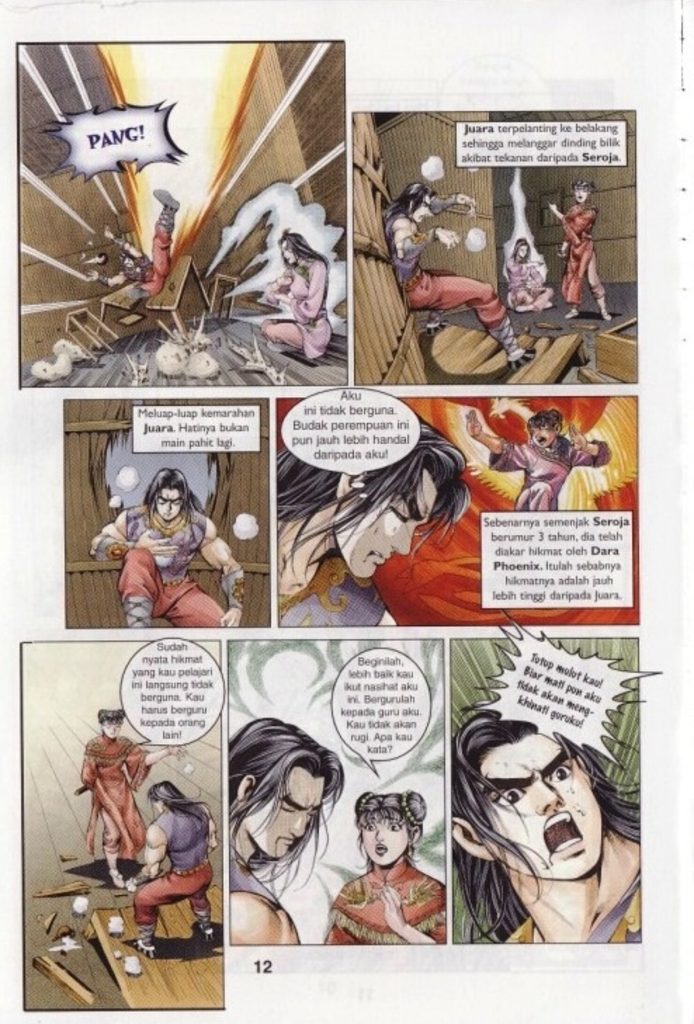 PANG!
Juara terpelanting ke belakang
sehingga melanggar dinding bilik
akibat tekanan daripada Seroja.
Meluap-luap kemarahan
Juara. Hatinya bukan
main pahit lagi.
Aku
ini tidak berguna.
Budak perempuan ini
pun jauh lebih handal
daripada aku!
Sebenarnya semenjak Seroja
berumur 3 tahun, dia telah
diakar hikmat oleh Dara
Phoenix. Itulah sebabnya
hikmatnya adalah jauh
lebih tinggi daripada Juara.
Sudah
nyata hikmat
yang kau pelajari
ini langsung tidak
berguna. Kau
harus berguru
kepada orang
lain!
Beginilah,
lebih baik kau
ikut nasihat aku
ini. Bergurulah
kepada guru aku.
Kau tidak akan
rugi. Apa kau
kata?
Tutup mulut kau!
Biar mati pun aku
tidak akan meng-
khinati guruku!
12